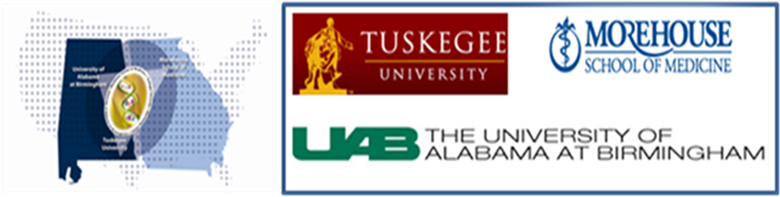 University of
Alabama
at Birmingham
Tuskegee
University
TUSKEGEE
UNIVERSITY
MOREHOUSE
SCHOOL OF MEDICINE
UAB THE UNIVERSITY OF
ALABAMA AT BIRMINGHAM